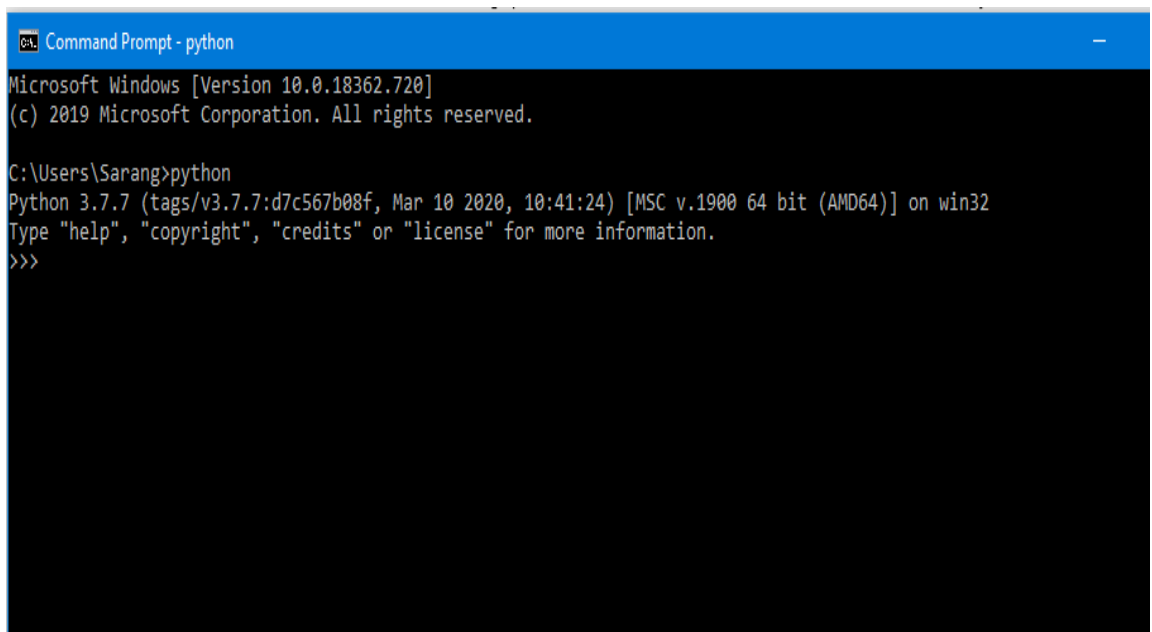 Command Prompt - python
Microsoft Windows [Version 10.0.18362.720]
(c) 2019 Microsoft Corporation. All rights reserved.
C:\Users\Sarang>python
Python 3.7.7 (tags/v3.7.7:d7c567b08f, Mar 10 2020, 10:41:24) [MSC v.1900 64 bit (AMD64)] on win32
Type "help", "copyright", "credits" or "license" for more information.
>>>